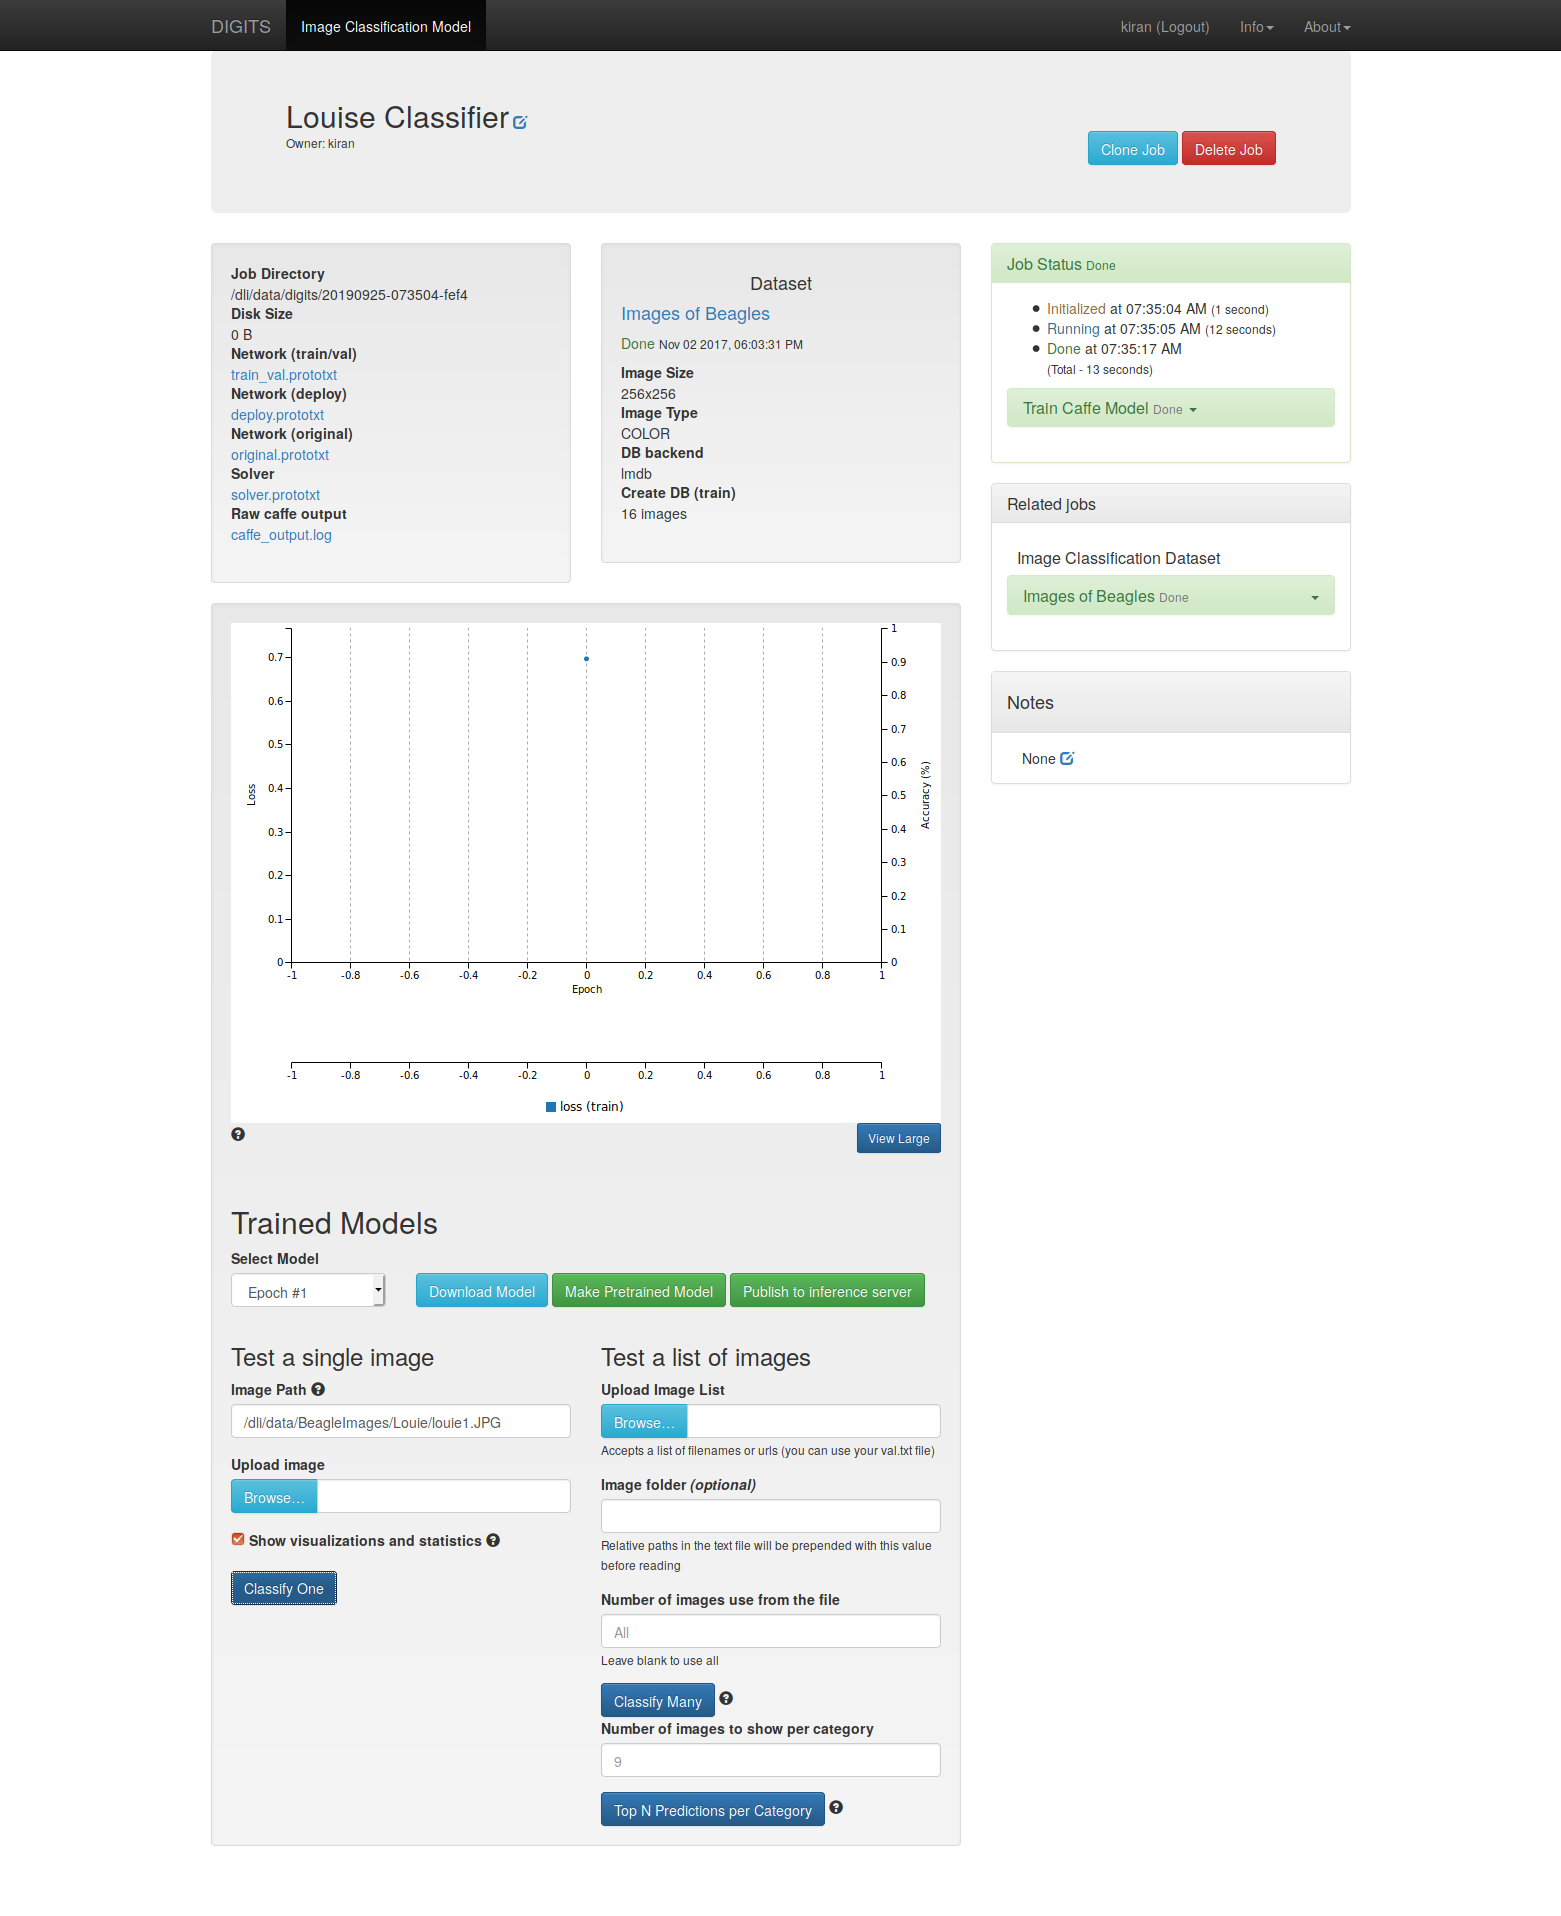 DIGITS Image Classification Model kiran (Logout) Info About
Louise Classifier
Owner: kiran
Clone Job Delete Job
Job Directory
/dli/data/digits/20190925-073504-fef4
Disk Size
0 B
Network (train/val)
train_val.prototxt
Network (deploy)
deploy.prototxt
Network (original)
original.prototxt
Solver
solver.prototxt
Raw caffe output
caffe_output.log
Dataset
Images of Beagles
Done Nov 02 2017, 06:03:31 PM
Image Size
256x256
Image Type
COLOR
DB backend
lmdb
Create DB (train)
16 images
Job Status Done
Initialized at 07:35:04 AM (1 second)
Running at 07:35:05 AM (12 seconds)
Done at 07:35:17 AM
(Total - 13 seconds)
Train Caffe Model Done
Related jobs
Image Classification Dataset
Images of Beagles Done
Notes
None
0.7
0.6
0.5
0.4
0.3
0.2
0.1
0
Loss
1
0.9
0.8
0.7
0.6
0.5
0.4
0.3
0.2
0.1
0
Accuracy (%)
-1 -0.8 -0.6 -0.4 -0.2 0 0.2 0.4 0.6 0.8 1
Epoch
-1 -0.8 -0.6 -0.4 -0.2 0 0.2 0.4 0.6 0.8 1
loss (train)
View Large
Trained Models
Select Model
Epoch #1 Download Model Make Pretrained Model Publish to inference server
Test a single image
Image Path
/dli/data/BeagleImages/Louie/louie1.JPG
Upload image
Browse...
Show visualizations and statistics
Classify One
Test a list of images
Upload Image List
Browse...
Accepts a list of filenames or urls (you can use your val.txt file)
Image folder (optional)
Relative paths in the text file will be prepended with this value
before reading
Number of images use from the file
All
Leave blank to use all
Classify Many
Number of images to show per category
9
Top N Predictions per Category